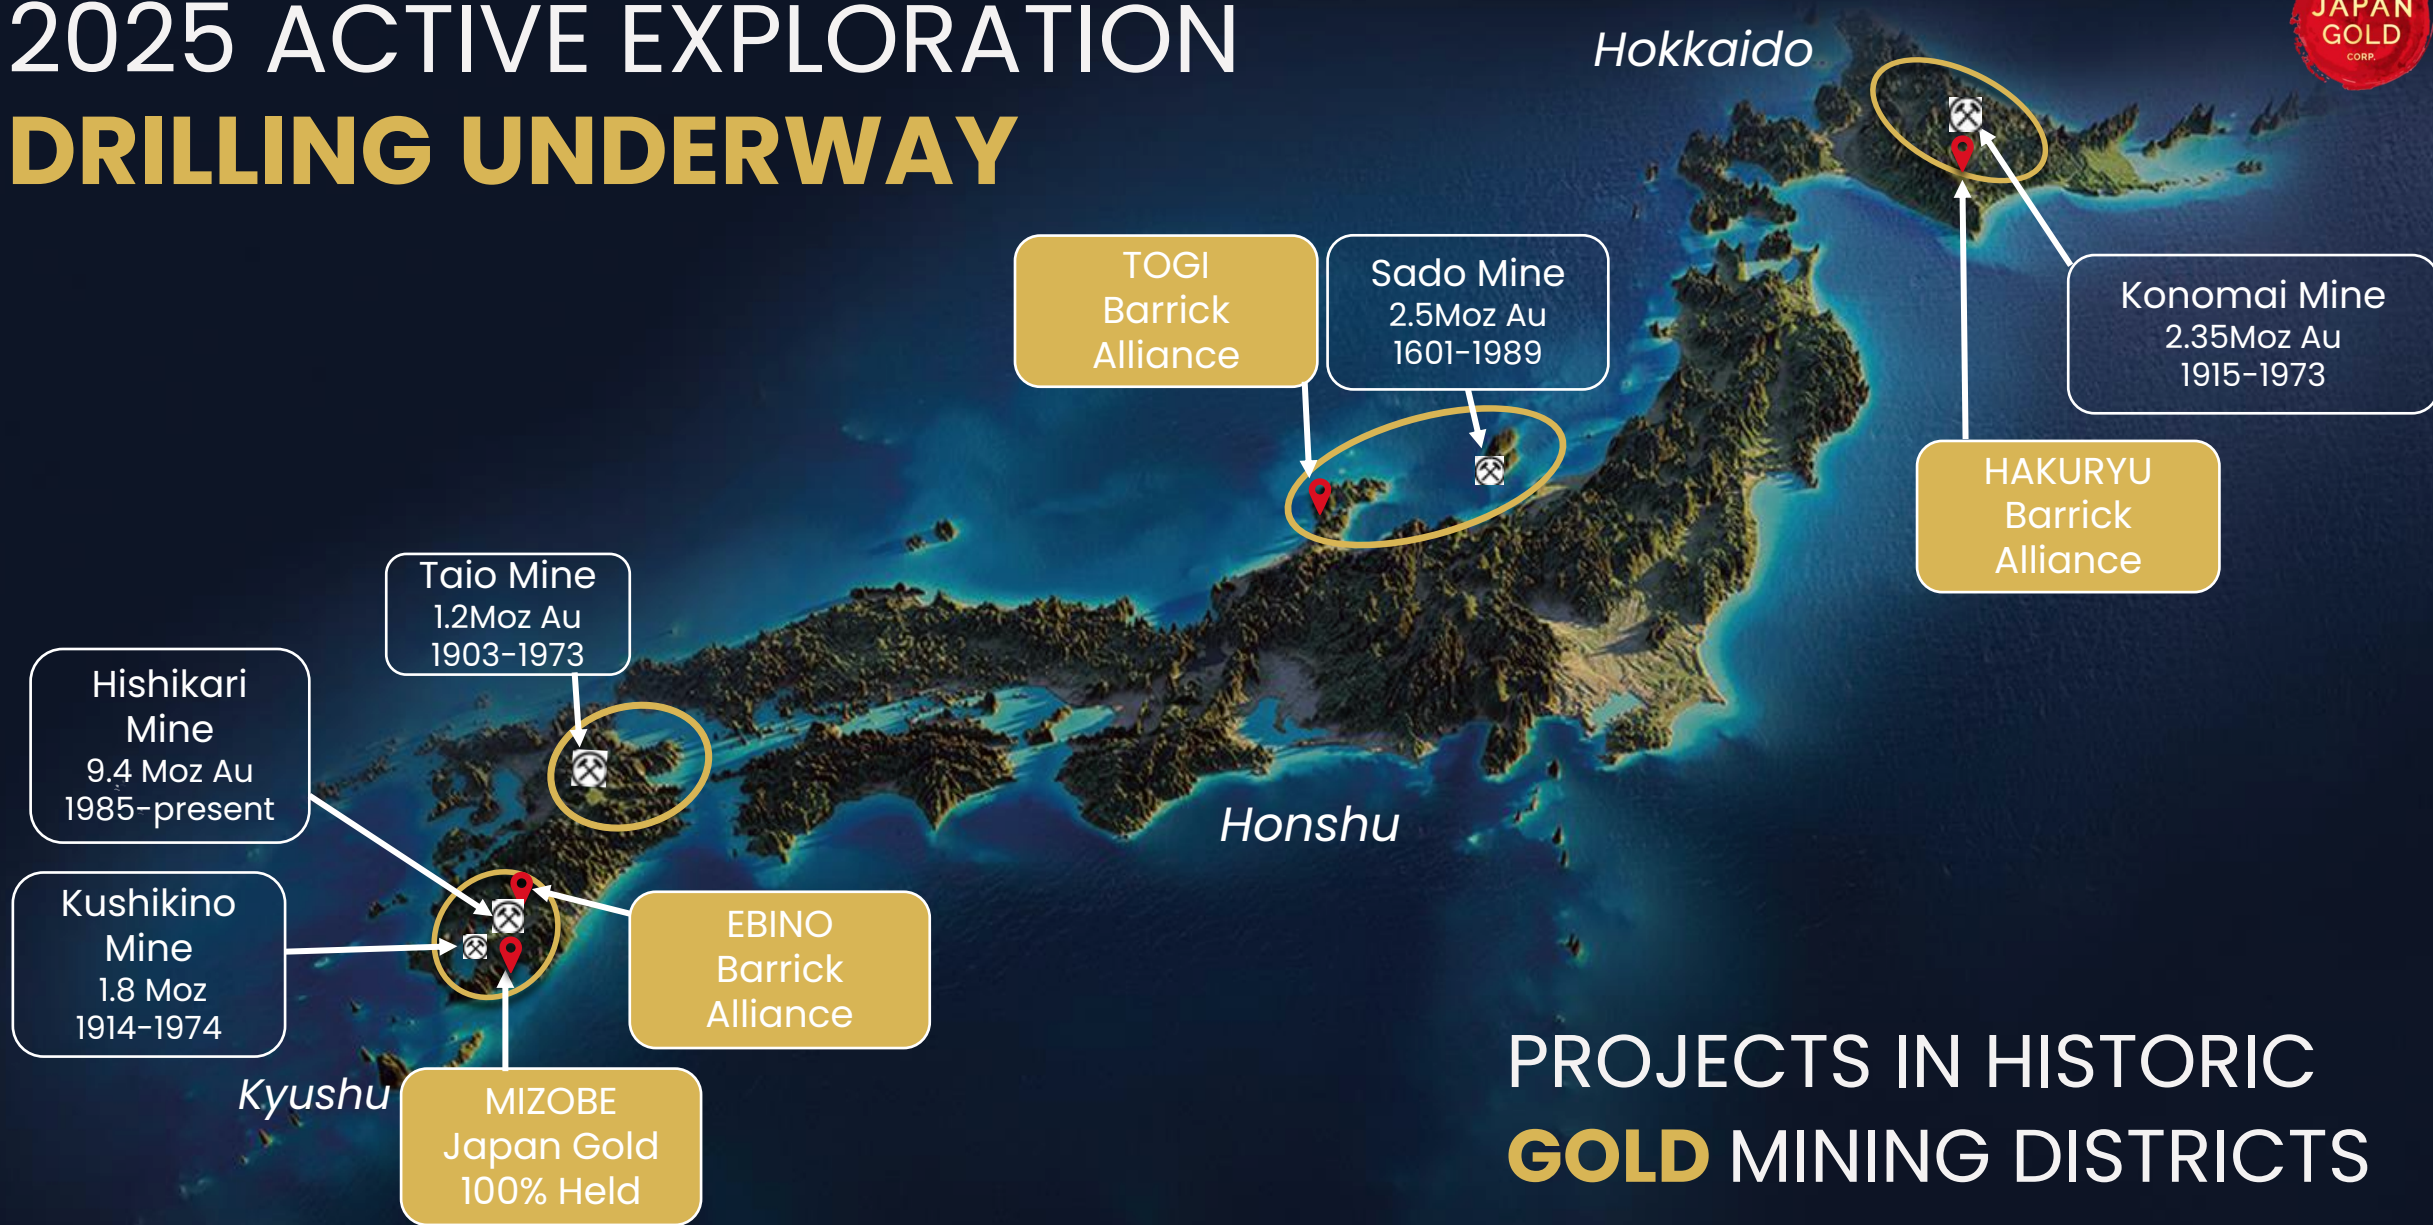 2025 ACTIVE EXPLORATION
DRILLING UNDERWAY
JAPAN
GOLD
CORP.
Hokkaido
TOGI
Barrick
Alliance
Sado Mine
2.5Moz Au
1601-1989
Konomai Mine
2.35Moz Au
1915-1973
HAKURYU
Barrick
Alliance
Taio Mine
1.2Moz Au
1903-1973
Hishikari
Mine
9.4 Moz Au
1985-present
Honshu
Kushikino
Mine
1.8 Moz
1914-1974
EBINO
Barrick
Alliance
Kyushu
MIZOBE
Japan Gold
100% Held
PROJECTS IN HISTORIC
GOLD MINING DISTRICTS